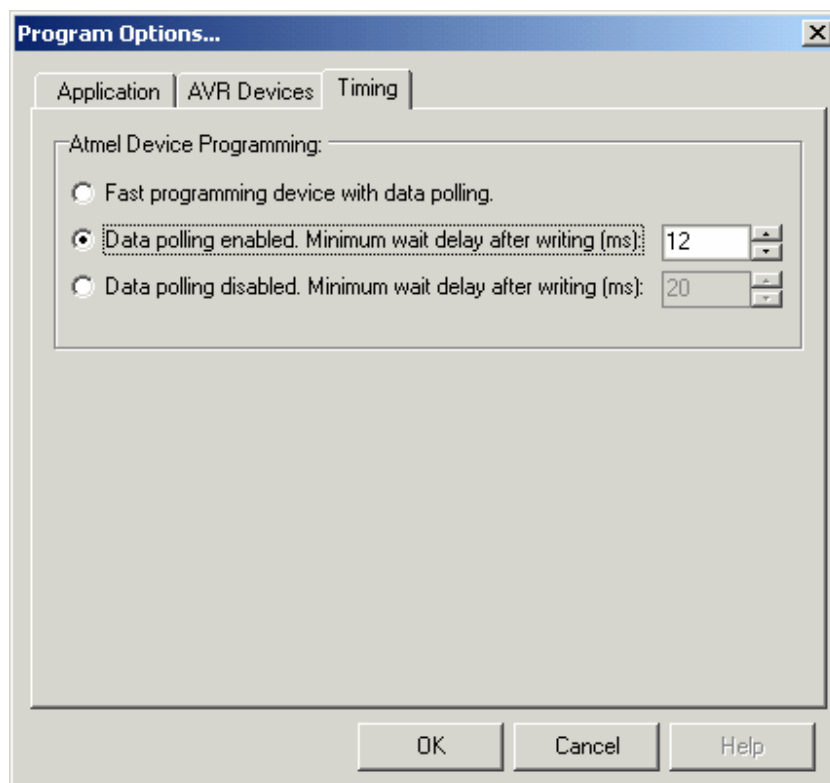 Program Options...
Application AVR Devices Timing
Atmel Device Programming:
Fast programming device with data polling.
Data polling enabled. Minimum wait delay after writing (ms): 12
Data polling disabled. Minimum wait delay after writing (ms): 20
OK Cancel Help